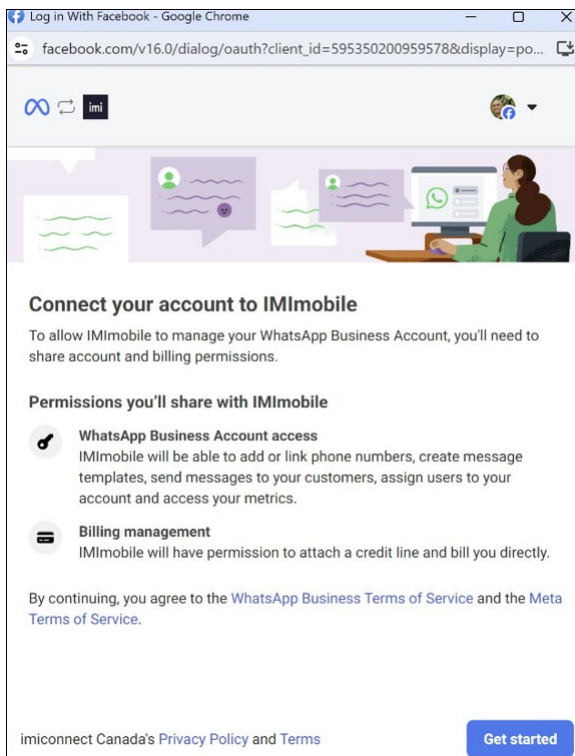 Log in With Facebook - Google Chrome
facebook.com/v16.0/dialog/oauth?client_id=595350200959578&display=po...
imi
Connect your account to IMImobile
To allow IMImobile to manage your WhatsApp Business Account, you'll need to
share account and billing permissions.
Permissions you'll share with IMImobile
WhatsApp Business Account access
IMImobile will be able to add or link phone numbers, create message
templates, send messages to your customers, assign users to your
account and access your metrics.
Billing management
IMImobile will have permission to attach a credit line and bill you directly.
By continuing, you agree to the WhatsApp Business Terms of Service and the Meta
Terms of Service.
imiconnect Canada's Privacy Policy and Terms
Get started